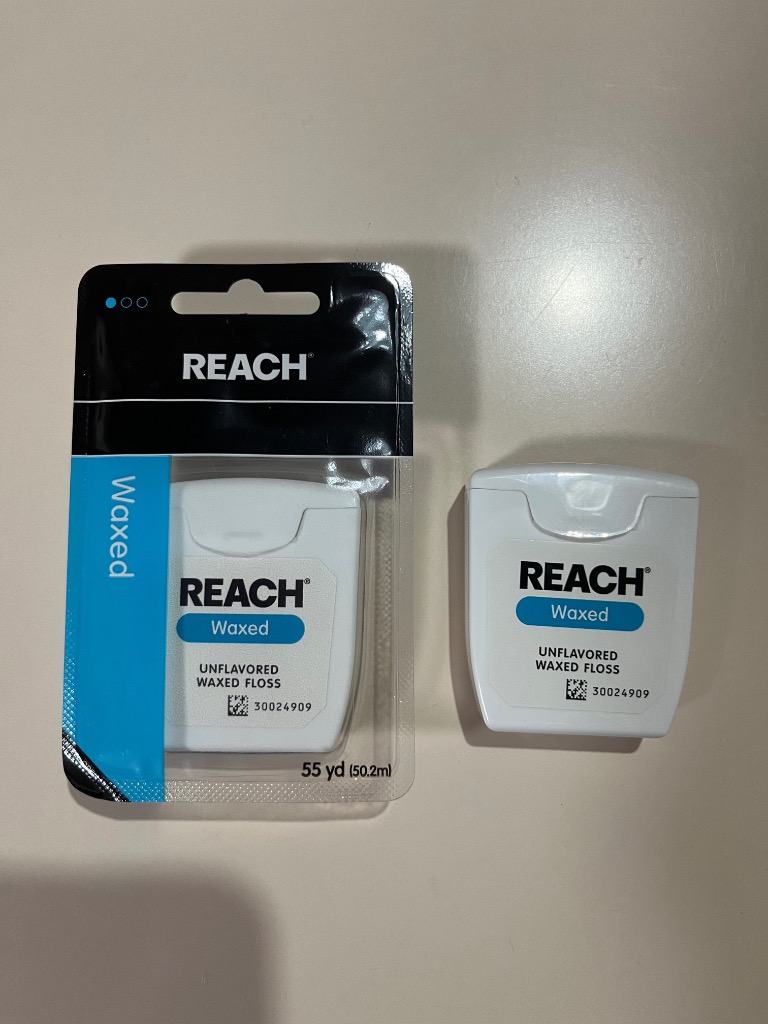 REACH®
Waxed
REACH®
Waxed
UNFLAVORED
WAXED FLOSS
30024909
55 yd (50.2m)
REACH®
Waxed
UNFLAVORED
WAXED FLOSS
30024909